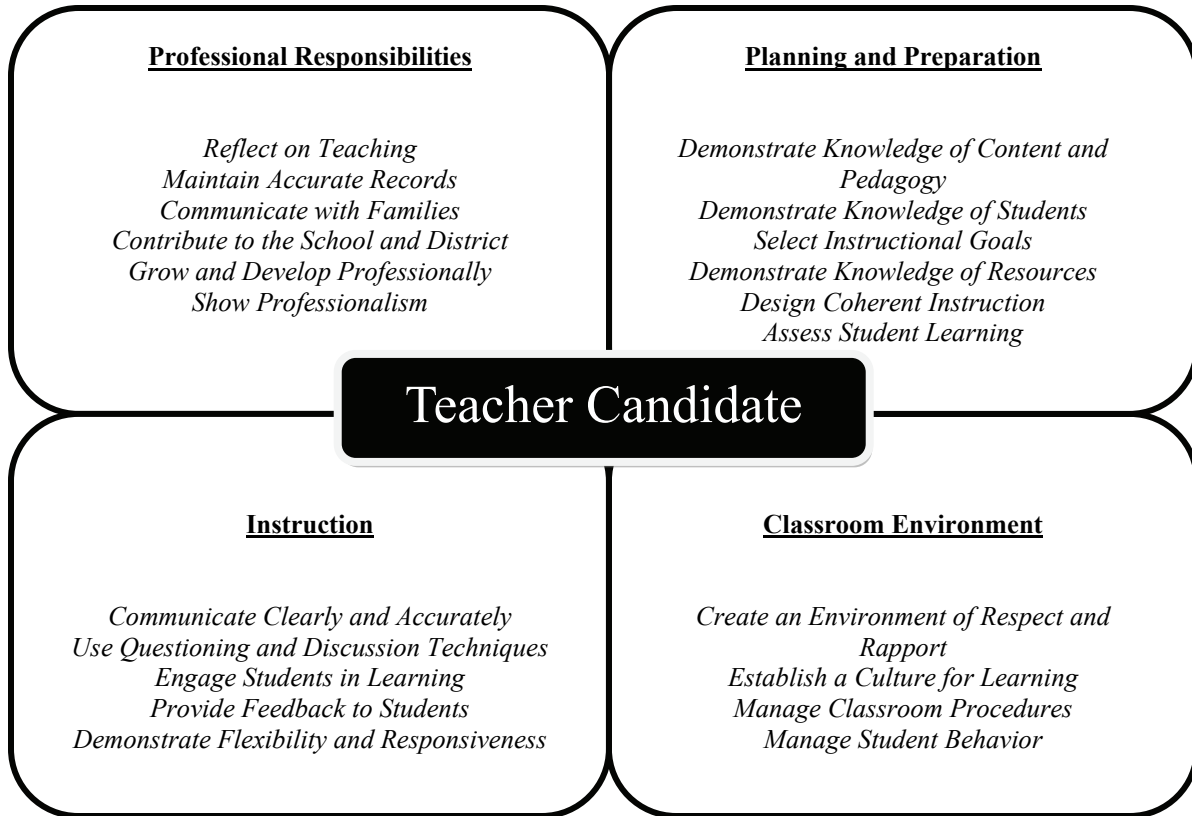 Professional Responsibilities
Reflect on Teaching
Maintain Accurate Records
Communicate with Families
Contribute to the School and District
Grow and Develop Professionally
Show Professionalism
Planning and Preparation
Demonstrate Knowledge of Content and
Pedagogy
Demonstrate Knowledge of Students
Select Instructional Goals
Demonstrate Knowledge of Resources
Design Coherent Instruction
Assess Student Learning
Teacher Candidate
Instruction
Communicate Clearly and Accurately
Use Questioning and Discussion Techniques
Engage Students in Learning
Provide Feedback to Students
Demonstrate Flexibility and Responsiveness
Classroom Environment
Create an Environment of Respect and
Rapport
Establish a Culture for Learning
Manage Classroom Procedures
Manage Student Behavior